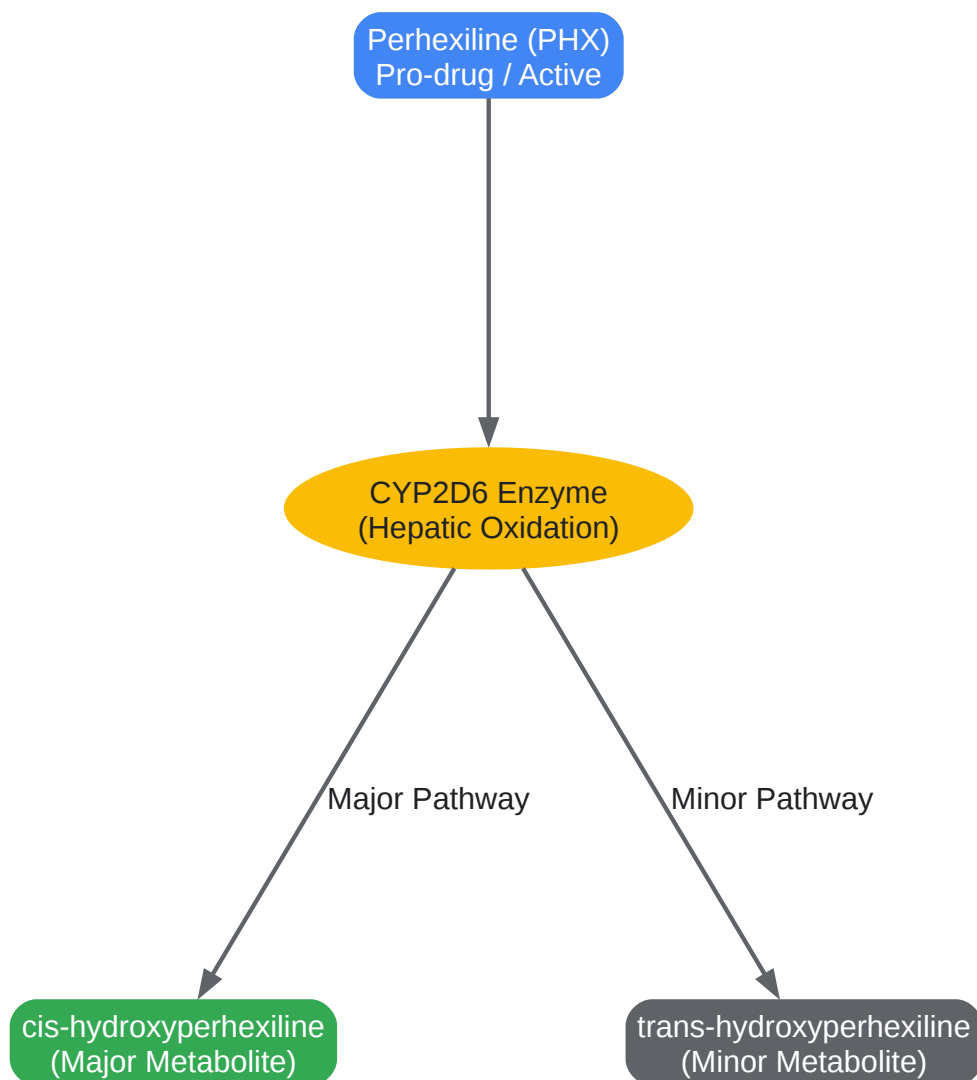 Perhexiline (PHX)
Pro-drug / Active
CYP2D6 Enzyme
(Hepatic Oxidation)
Major Pathway
Minor Pathway
cis-hydroxyperhexiline
(Major Metabolite)
trans-hydroxyperhexiline
(Minor Metabolite)